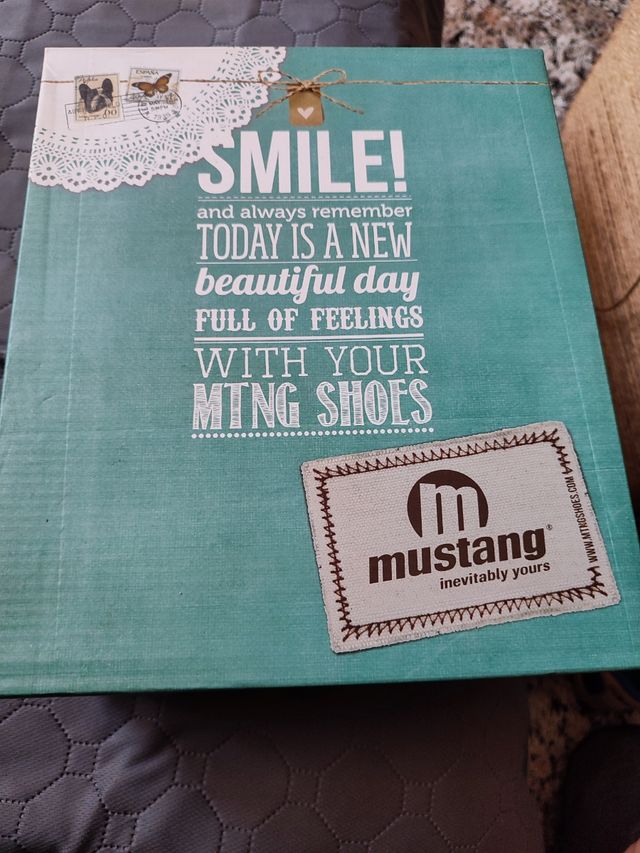 ESPAÑA
SMILE!
and always remember
TODAY IS A NEW
beautiful day
FULL OF FEELINGS
WITH YOUR
MTNG SHOES
m
mustang®
inevitably yours
WWW.MTNGSHOES.COM